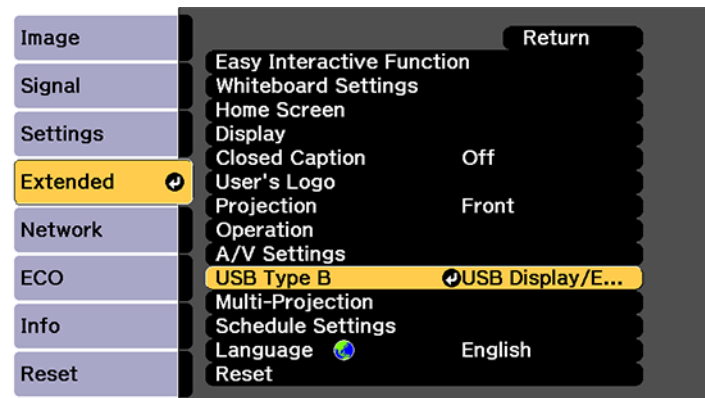 Image
Signal
Settings
Extended
Network
ECO
Info
Reset
Return
Easy Interactive Function
Whiteboard Settings
Home Screen
Display
Closed Caption Off
User's Logo
Projection Front
Operation
A/V Settings
USB Type B USB Display/E...
Multi-Projection
Schedule Settings
Language English
Reset